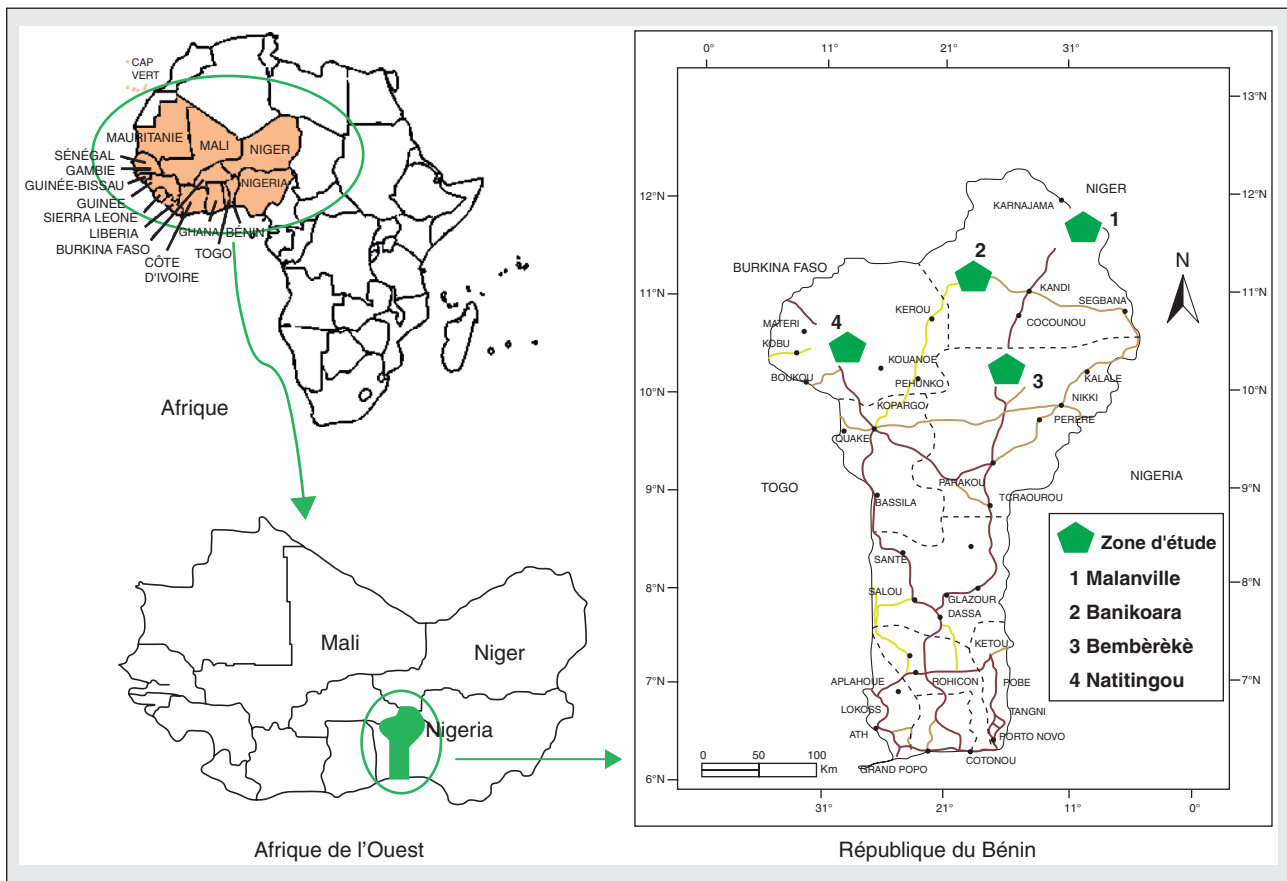 CAP
VERT
MAURITANIE
MALI
NIGER
SÉNÉGAL
GAMBIE
GUINÉE-BISSAU
GUINÉE
SIERRA LEONE
LIBERIA
BURKINA FASO
CÔTE
D'IVOIRE
TOGO
GHANA
BÉNIN
NIGERIA
Afrique
Mali
Niger
Nigeria
Afrique de l'Ouest
0°
11°
21°
31°
13°N
12°N
12°N
11°N
11°N
10°N
10°N
9°N
9°N
8°N
8°N
7°N
7°N
6°N
31°
21°
11°
0°
NIGER
KARNAJAMA
1
2
BURKINA FASO
N
KANDI
SEGBANA
KEROU
COCOUNOU
MATERI
4
KOBU
KOUANOE
BOUKOU
PEHUNKO
3
KALALE
KOPARGO
NIKKI
QUAKE
PERERE
TOGO
PARAKOU
NIGERIA
BASSILA
TCRAOUROU
SANTE
SALOU
GLAZOUR
DASSA
KETOU
APLAHOUE
ROHICON
POBE
LOKOSS
TANGNI
ATH
PORTO NOVO
COTONOU
GRAND POPO
0 50 100
Km
Zone d'étude
1 Malanville
2 Banikoara
3 Bembèrèkè
4 Natitingou
République du Bénin